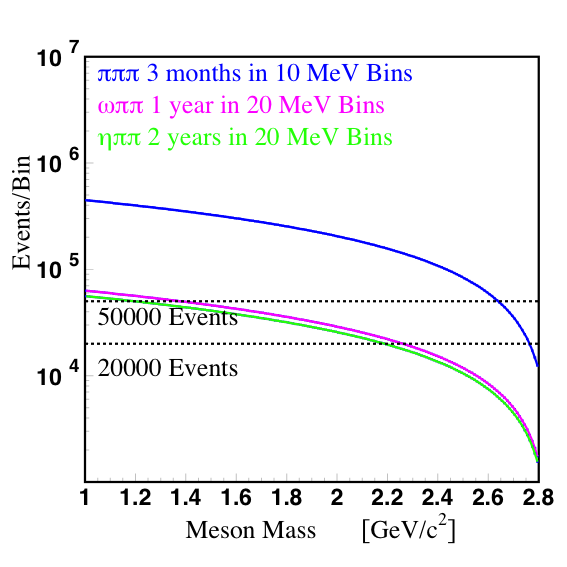 10 7
πππ 3 months in 10 MeV Bins
ωππ 1 year in 20 MeV Bins
ηππ 2 years in 20 MeV Bins
10 6
Events/Bin
10 5
50000 Events
20000 Events
10 4
1 1.2 1.4 1.6 1.8 2 2.2 2.4 2.6 2.8
Meson Mass [GeV/c2]